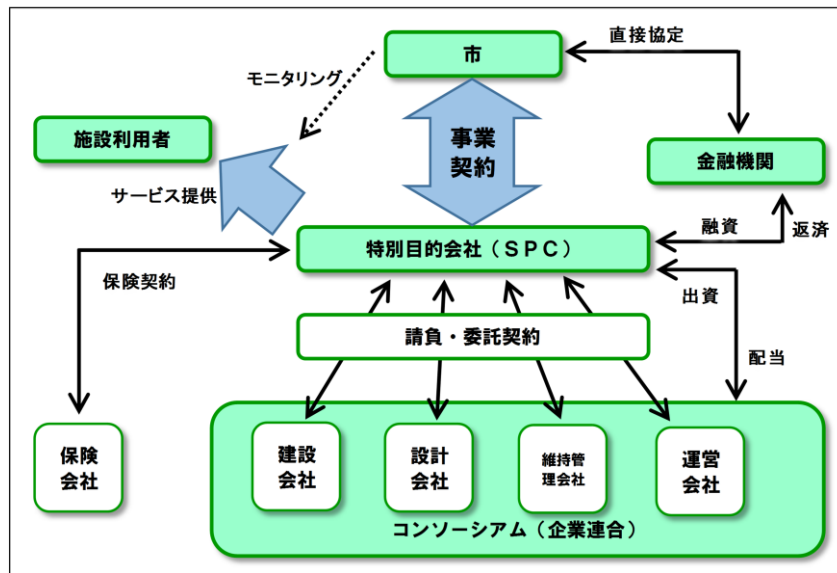 市
直接協定
モニタリング
施設利用者
事業
契約
金融機関
サービス提供
融資
返済
特別目的会社（ＳＰＣ）
保険契約
出資
請負・委託契約
配当
保険
会社
建設
会社
設計
会社
維持管
理会社
運営
会社
コンソーシアム（企業連合）